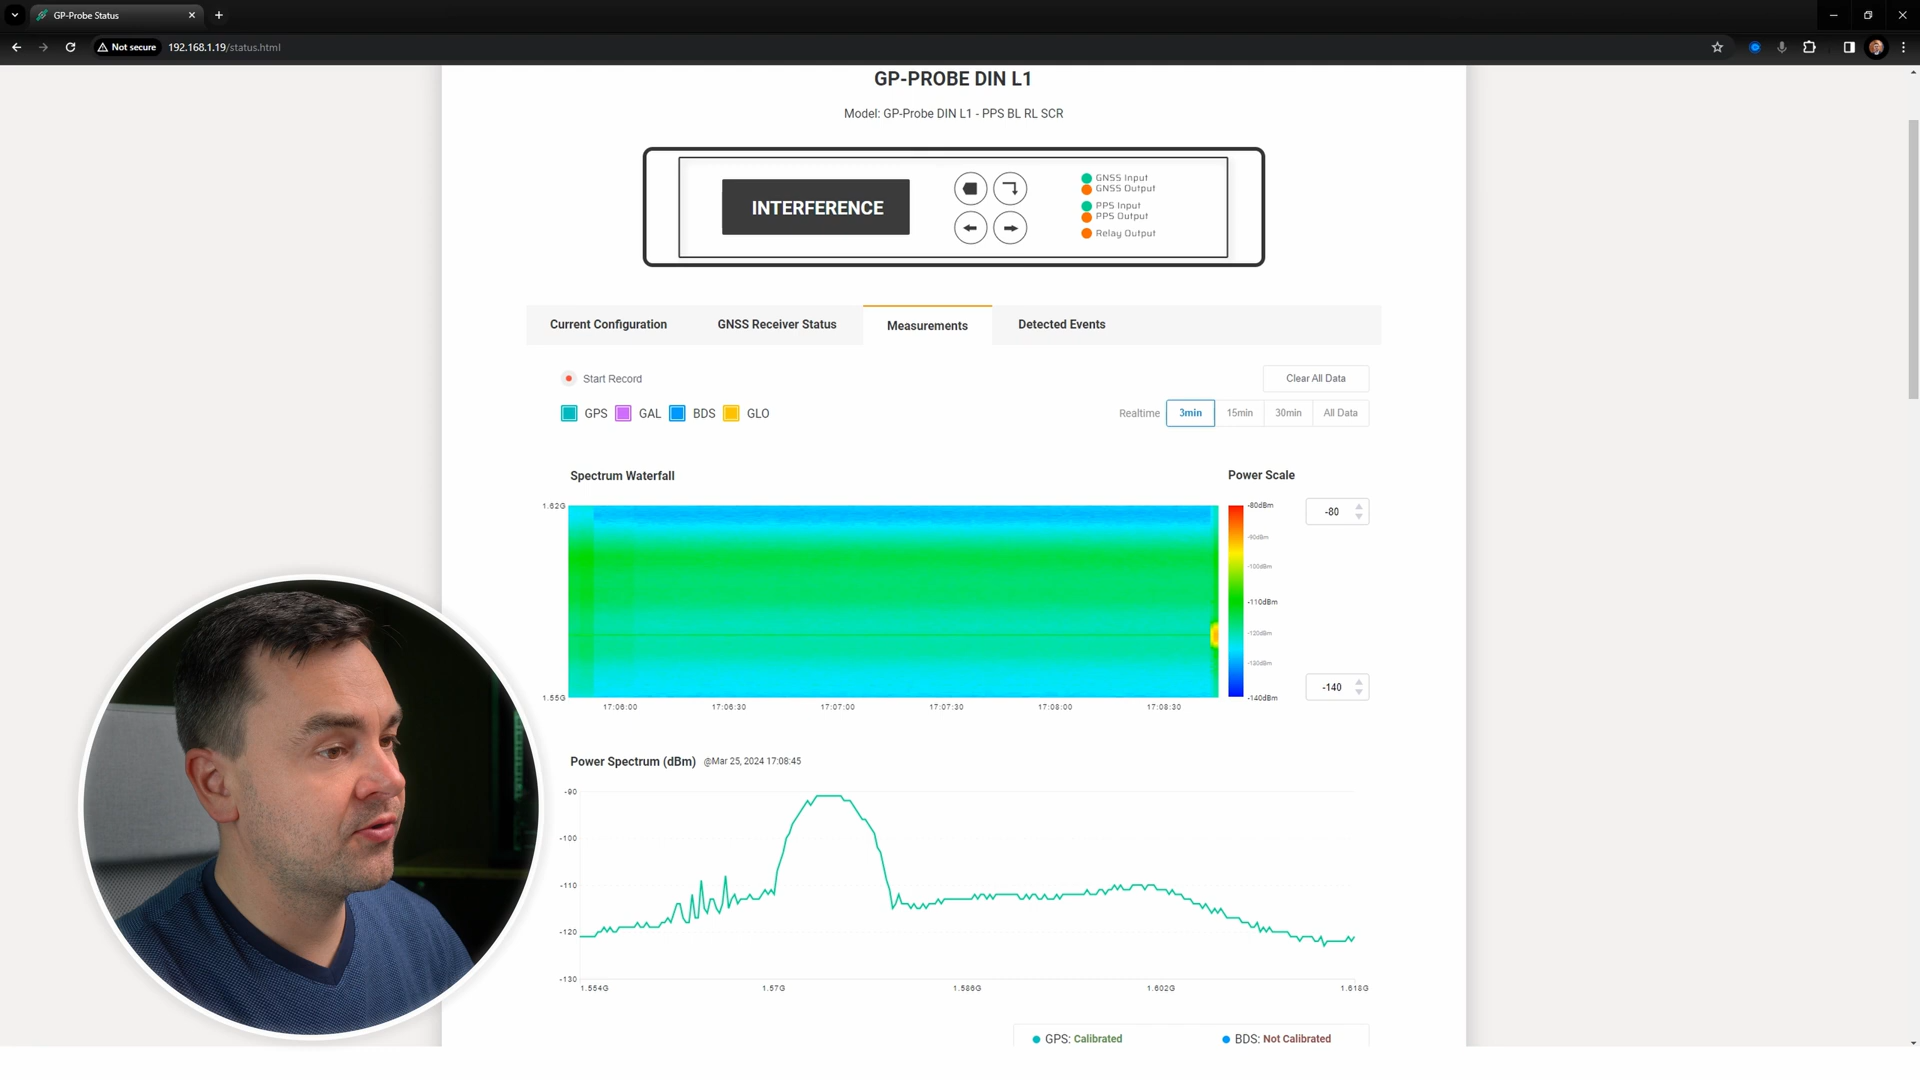 GP-Probe Status
Not secure 192.168.1.19/status.html
GP-PROBE DIN L1
Model: GP-Probe DIN L1 - PPS BL RL SCR
INTERFERENCE
GNSS Input
GNSS Output
PPS Input
PPS Output
Relay Output
Current Configuration GNSS Receiver Status Measurements Detected Events
Start Record Clear All Data
GPS GAL BDS GLO Realtime 3min 15min 30min All Data
Spectrum Waterfall Power Scale
1.62G -80dBm -80
-90dBm
-100dBm
-110dBm
-120dBm
-130dBm
-140
1.55G -140dBm
17:06:00 17:06:30 17:07:00 17:07:30 17:08:00 17:08:30
Power Spectrum (dBm) @Mar 25, 2024 17:08:45
-90
-100
-110
-120
-130
1.554G 1.57G 1.586G 1.602G 1.618G
GPS: Calibrated BDS: Not Calibrated